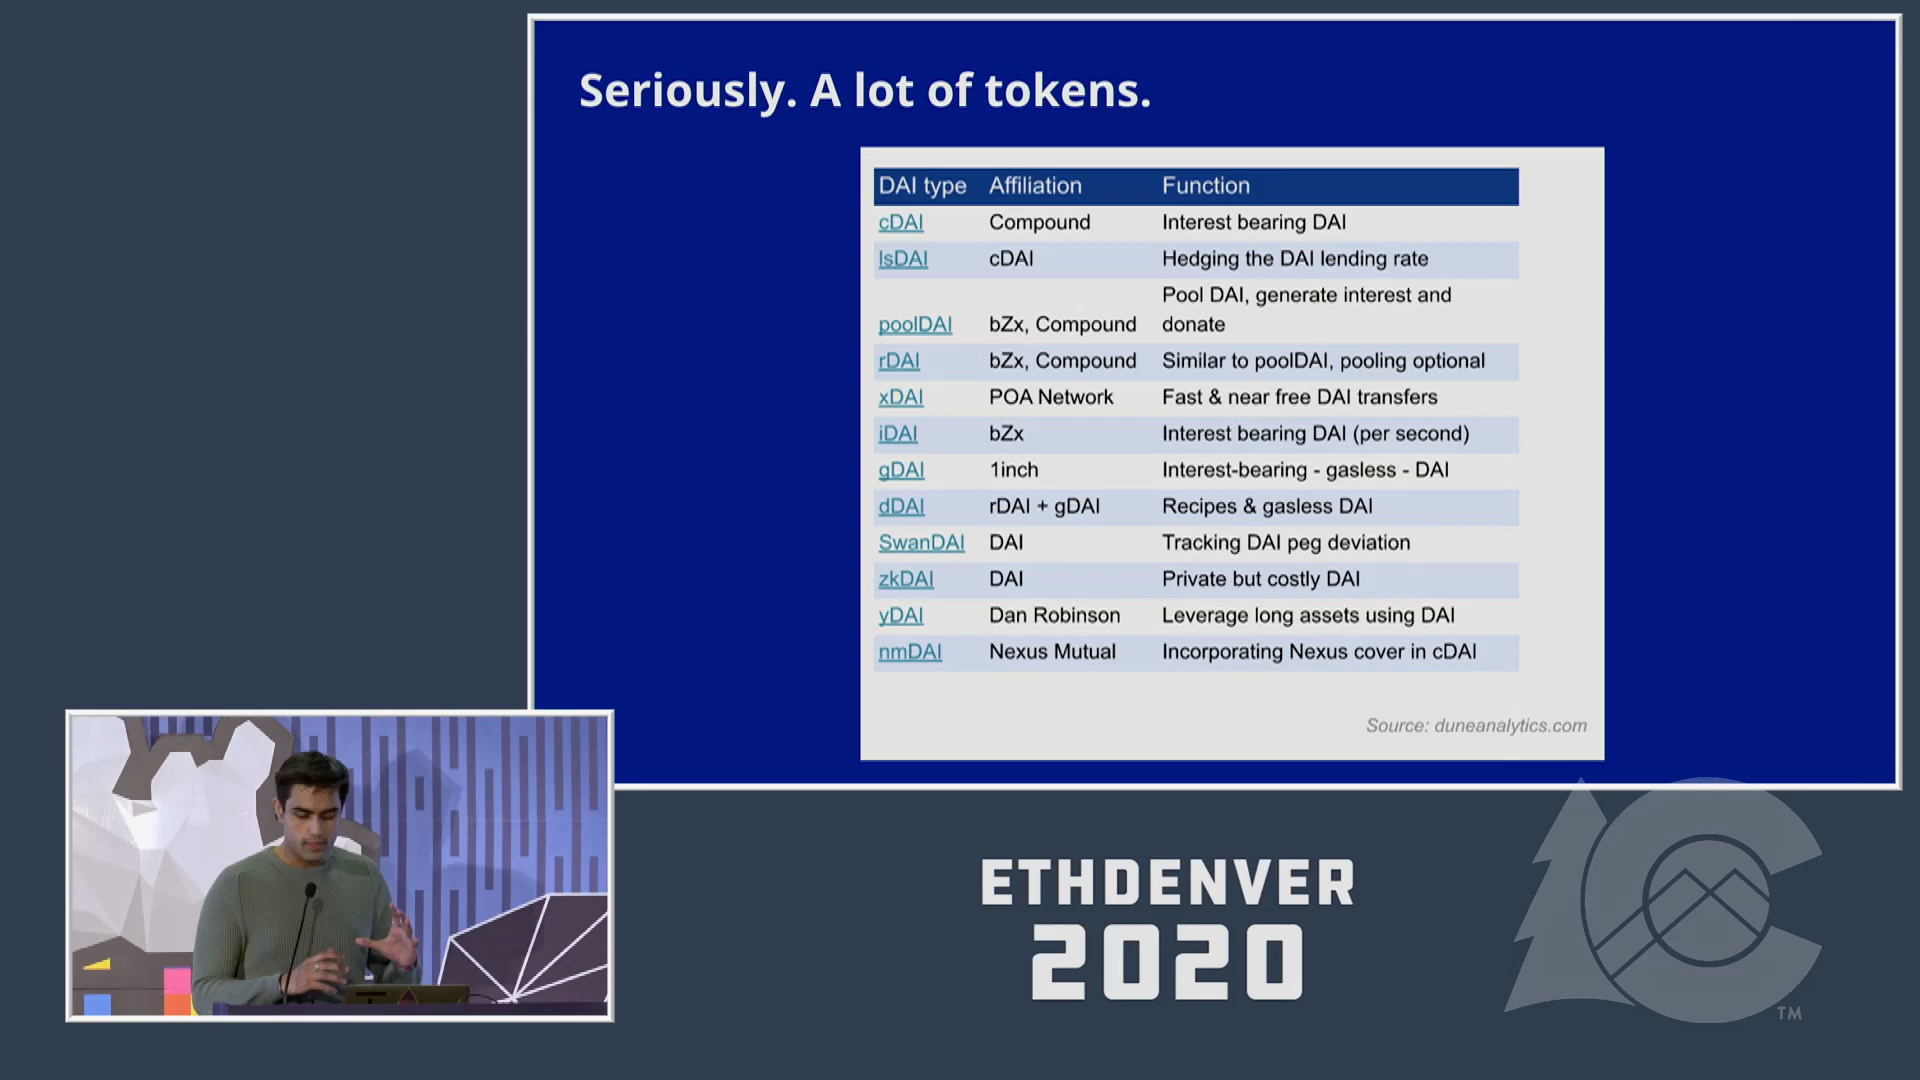 Seriously. A lot of tokens.
DAI type Affiliation Function
cDAI Compound Interest bearing DAI
lsDAI cDAI Hedging the DAI lending rate
poolDAI bZx, Compound Pool DAI, generate interest and
donate
rDAI bZx, Compound Similar to poolDAI, pooling optional
xDAI POA Network Fast & near free DAI transfers
iDAI bZx Interest bearing DAI (per second)
gDAI 1inch Interest-bearing - gasless - DAI
dDAI rDAI + gDAI Recipes & gasless DAI
SwanDAI DAI Tracking DAI peg deviation
zkDAI DAI Private but costly DAI
yDAI Dan Robinson Leverage long assets using DAI
nmDAI Nexus Mutual Incorporating Nexus cover in cDAI
Source: duneanalytics.com
ETHDENVER
2020
TM